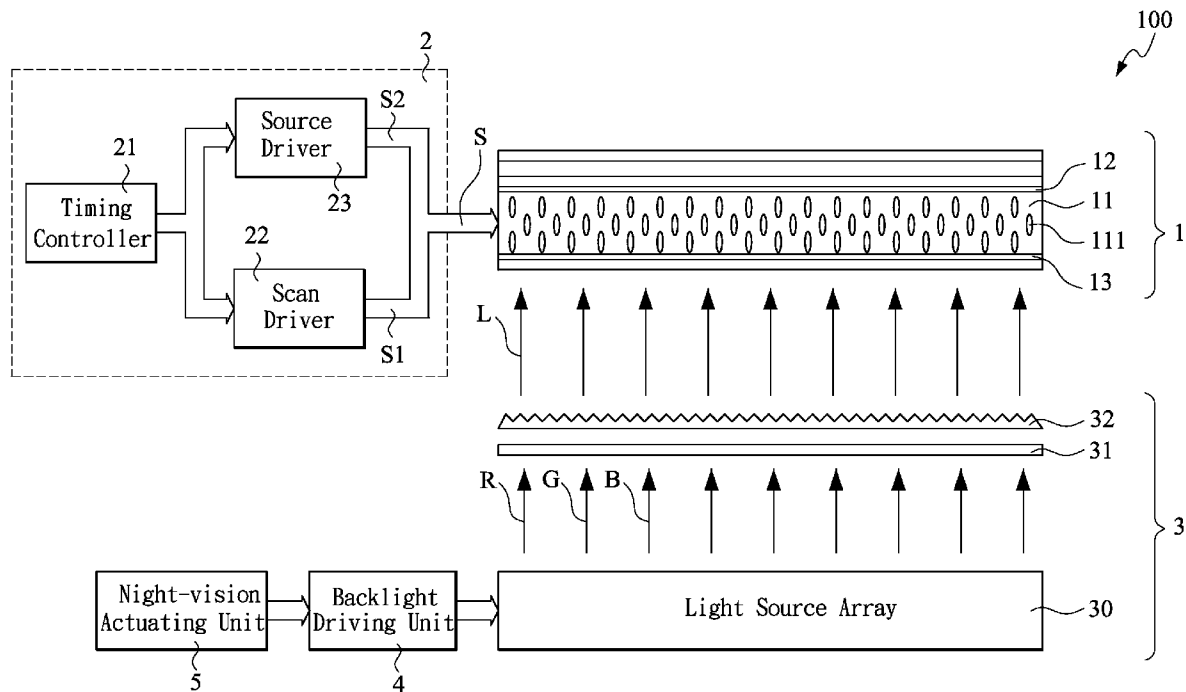 100
2
S2
Source
Driver
23
S
21
Timing
Controller
22
Scan
Driver
S1
12
11
111
13
1
L
32
31
R
G
B
3
Night-vision
Actuating Unit
5
Backlight
Driving Unit
4
Light Source Array
30